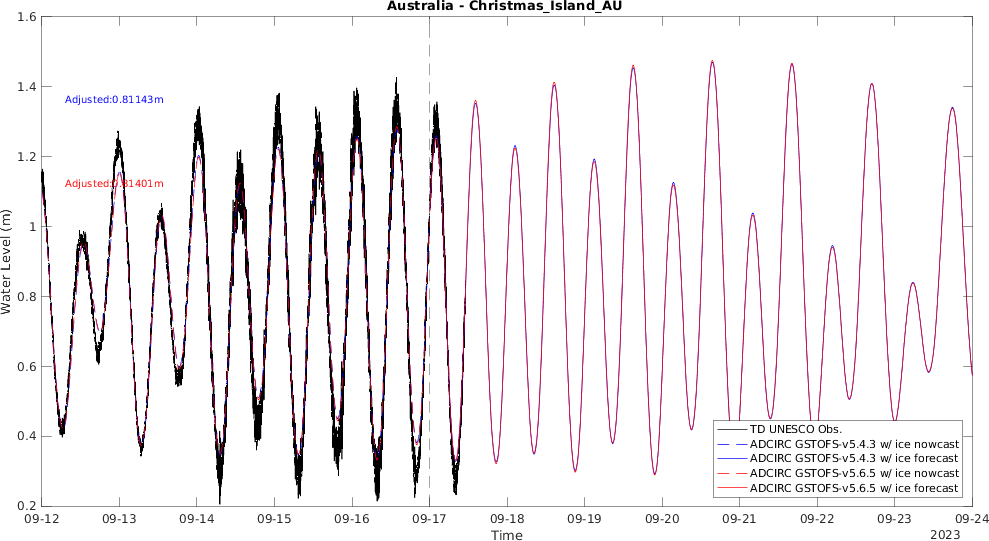 Australia - Christmas_Island_AU
Water Level (m)
1.6
1.4
1.2
1
0.8
0.6
0.4
0.2
Adjusted:0.81143m
Adjusted:0.81401m
TD UNESCO Obs.
ADCIRC GSTOFS-v5.4.3 w/ ice nowcast
ADCIRC GSTOFS-v5.4.3 w/ ice forecast
ADCIRC GSTOFS-v5.6.5 w/ ice nowcast
ADCIRC GSTOFS-v5.6.5 w/ ice forecast
09-12 09-13 09-14 09-15 09-16 09-17 09-18 09-19 09-20 09-21 09-22 09-23 09-24
Time
2023